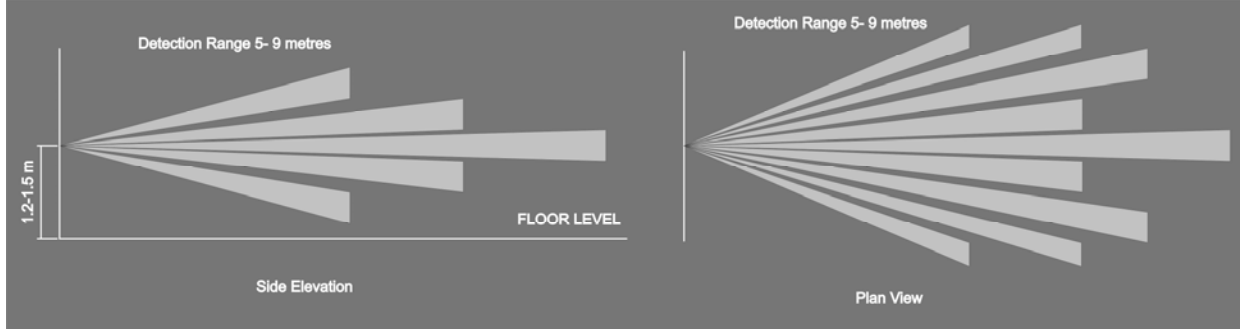 Detection Range 5- 9 metres
1.2-1.5 m
FLOOR LEVEL
Side Elevation
Detection Range 5- 9 metres
Plan View